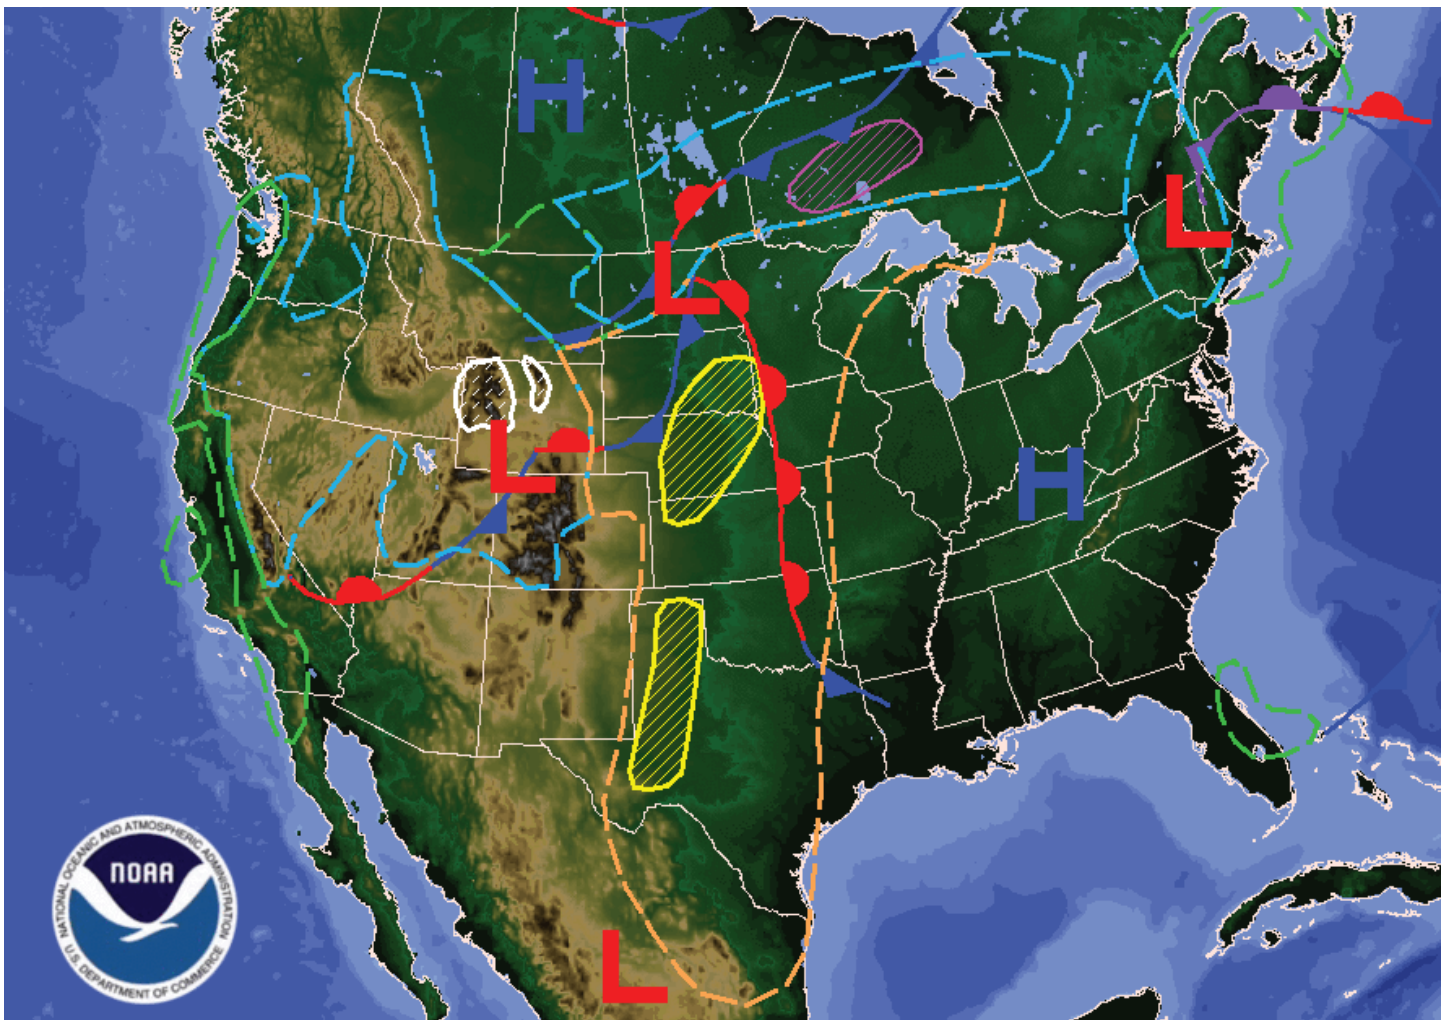 H
L
L
L
H
L
NOAA
NATIONAL OCEANIC AND ATMOSPHERIC ADMINISTRATION
U.S. DEPARTMENT OF COMMERCE